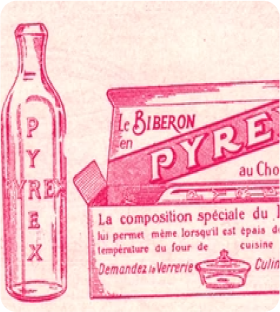 PYREX
PYREX
Le BIBERON
en
PYREX
au Cho
La composition spéciale du
lui permet même lorsqu'il est épais de
température du four de cuisine
Demandez la Verrerie Culin